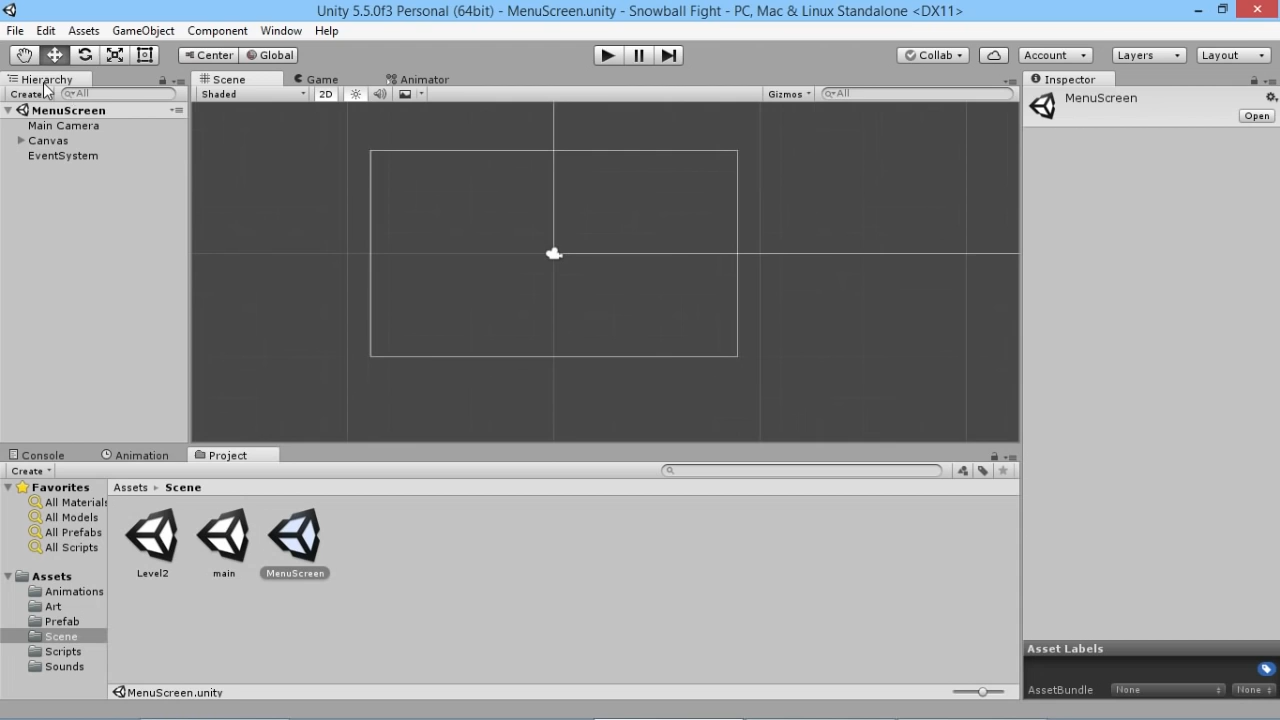 Unity 5.5.0f3 Personal (64bit) - MenuScreen.unity - Snowball Fight - PC, Mac & Linux Standalone <DX11>
File Edit Assets GameObject Component Window Help
Center Global Collab Account Layers Layout
Hierarchy Scene Game Animator Inspector
Create All Shaded 2D Gizmos All
MenuScreen
Open
MenuScreen
Main Camera
Canvas
EventSystem
Console Animation Project
Create
Favorites
All Materials
All Models
All Prefabs
All Scripts
Assets
Animations
Art
Prefab
Scene
Scripts
Sounds
Assets Scene
Level2 main MenuScreen
MenuScreen.unity
Asset Labels
AssetBundle None None